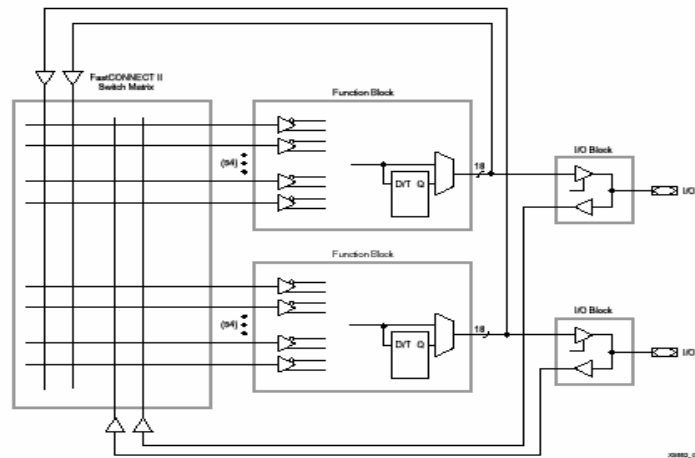 FastCONNECT II
Switch Matrix
Function Block
(54)
D/T Q
18
I/O Block
I/O
Function Block
(54)
D/T Q
18
I/O Block
I/O